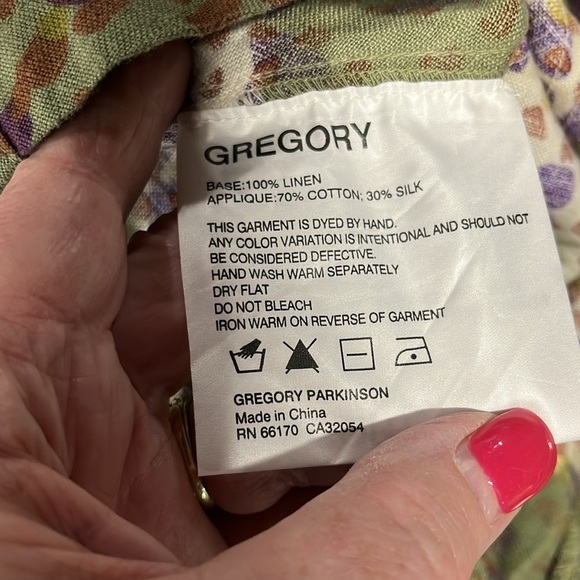 GREGORY
BASE:100% LINEN
APPLIQUE:70% COTTON; 30% SILK
THIS GARMENT IS DYED BY HAND.
ANY COLOR VARIATION IS INTENTIONAL AND SHOULD NOT
BE CONSIDERED DEFECTIVE.
HAND WASH WARM SEPARATELY
DRY FLAT
DO NOT BLEACH
IRON WARM ON REVERSE OF GARMENT
GREGORY PARKINSON
Made in China
RN 66170 CA32054